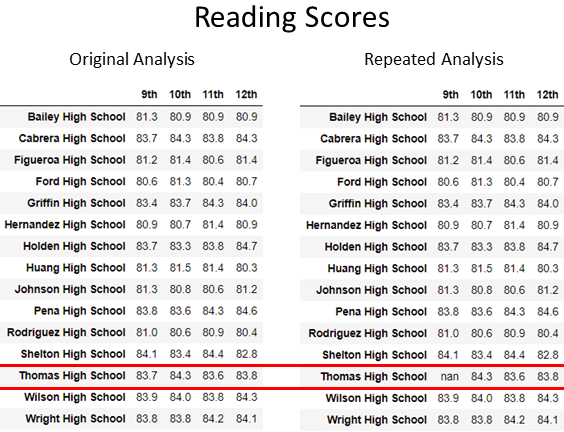 Reading Scores
Original Analysis
9th 10th 11th 12th
Bailey High School 81.3 80.9 80.9 80.9
Cabrera High School 83.7 84.3 83.8 84.3
Figueroa High School 81.2 81.4 80.6 81.4
Ford High School 80.6 81.3 80.4 80.7
Griffin High School 83.4 83.7 84.3 84.0
Hernandez High School 80.9 80.7 81.4 80.9
Holden High School 83.7 83.3 83.8 84.7
Huang High School 81.3 81.5 81.4 80.3
Johnson High School 81.3 80.8 80.6 81.2
Pena High School 83.8 83.6 84.3 84.6
Rodriguez High School 81.0 80.6 80.9 80.4
Shelton High School 84.1 83.4 84.4 82.8
Thomas High School 83.7 84.3 83.6 83.8
Wilson High School 83.9 84.0 83.8 84.3
Wright High School 83.8 83.8 84.2 84.1
Repeated Analysis
9th 10th 11th 12th
Bailey High School 81.3 80.9 80.9 80.9
Cabrera High School 83.7 84.3 83.8 84.3
Figueroa High School 81.2 81.4 80.6 81.4
Ford High School 80.6 81.3 80.4 80.7
Griffin High School 83.4 83.7 84.3 84.0
Hernandez High School 80.9 80.7 81.4 80.9
Holden High School 83.7 83.3 83.8 84.7
Huang High School 81.3 81.5 81.4 80.3
Johnson High School 81.3 80.8 80.6 81.2
Pena High School 83.8 83.6 84.3 84.6
Rodriguez High School 81.0 80.6 80.9 80.4
Shelton High School 84.1 83.4 84.4 82.8
Thomas High School nan 84.3 83.6 83.8
Wilson High School 83.9 84.0 83.8 84.3
Wright High School 83.8 83.8 84.2 84.1